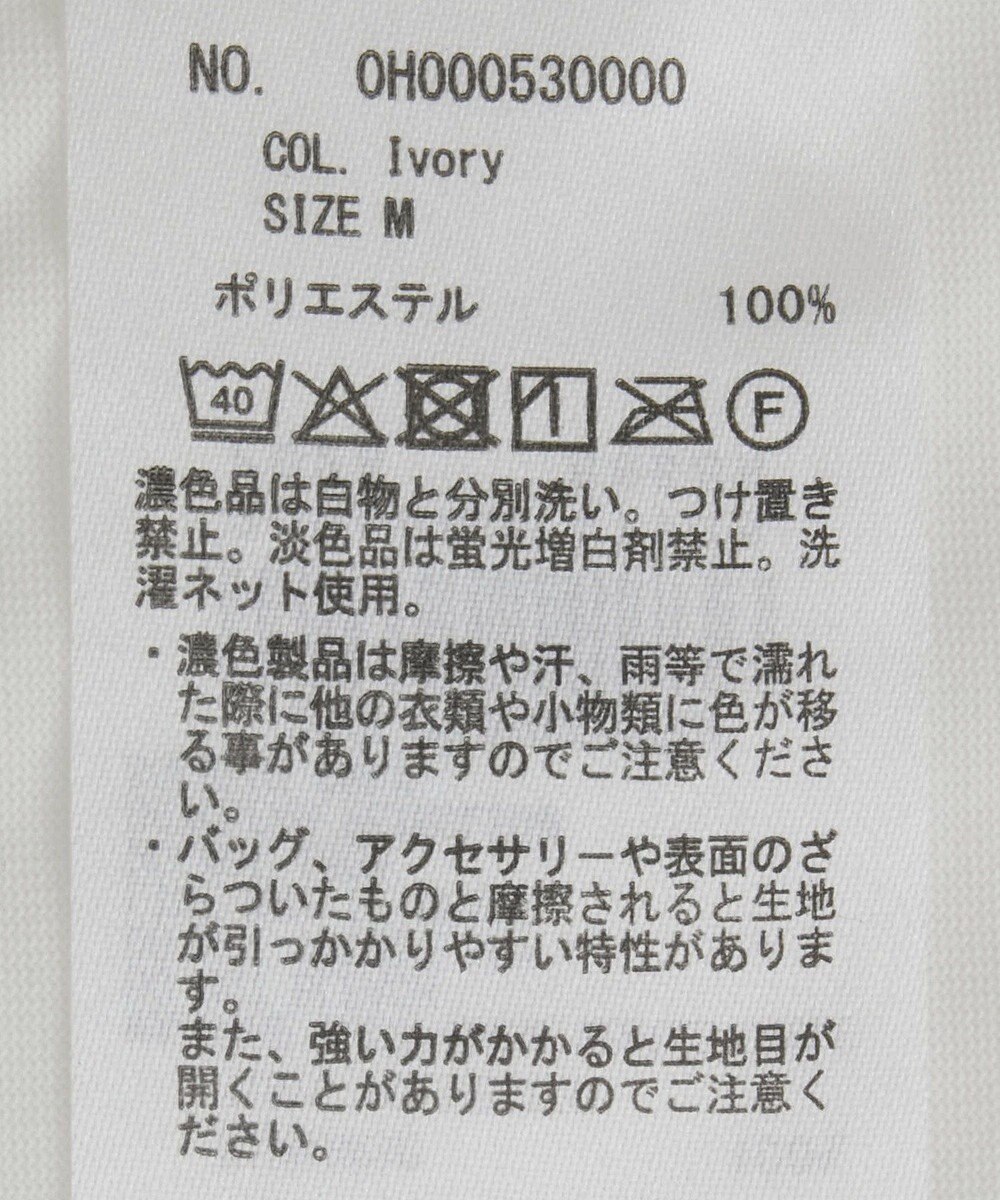 NO. 0H000530000
COL. Ivory
SIZE M
ポリエステル 100%
40 F
濃色品は白物と分別洗い。つけ置き
禁止。淡色品は蛍光増白剤禁止。洗
濯ネット使用。
・濃色製品は摩擦や汗、雨等で濡れ
た際に他の衣類や小物類に色が移
る事がありますのでご注意くださ
い。
・バッグ、アクセサリーや表面のざ
らついたものと摩擦されると生地
が引っかかりやすい特性がありま
す。
また、強い力がかかると生地目が
開くことがありますのでご注意く
ださい。